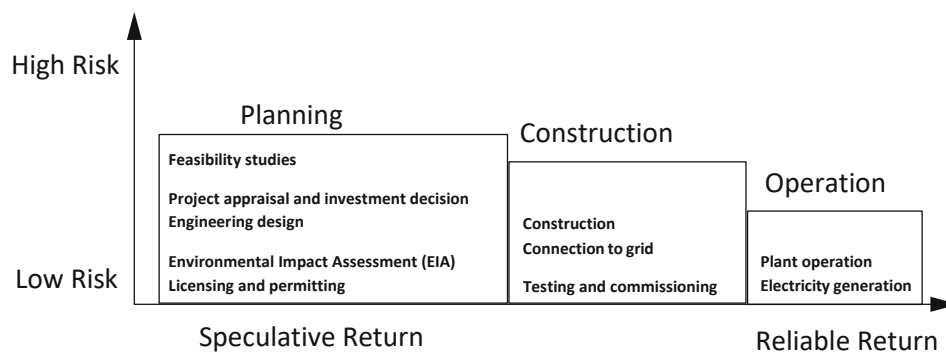 High Risk
Low Risk
Planning
Feasibility studies
Project appraisal and investment decision
Engineering design
Environmental Impact Assessment (EIA)
Licensing and permitting
Construction
Construction
Connection to grid
Testing and commissioning
Operation
Plant operation
Electricity generation
Speculative Return
Reliable Return